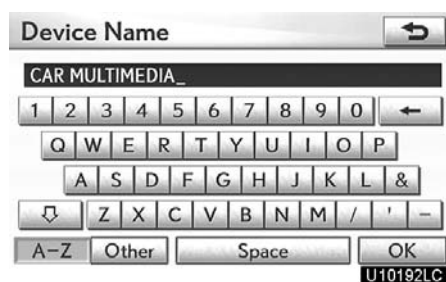 Device Name
CAR MULTIMEDIA_
1 2 3 4 5 6 7 8 9 0 ←
Q W E R T Y U I O P
A S D F G H J K L &
Z X C V B N M / ' -
A-Z Other Space OK
U10192LC